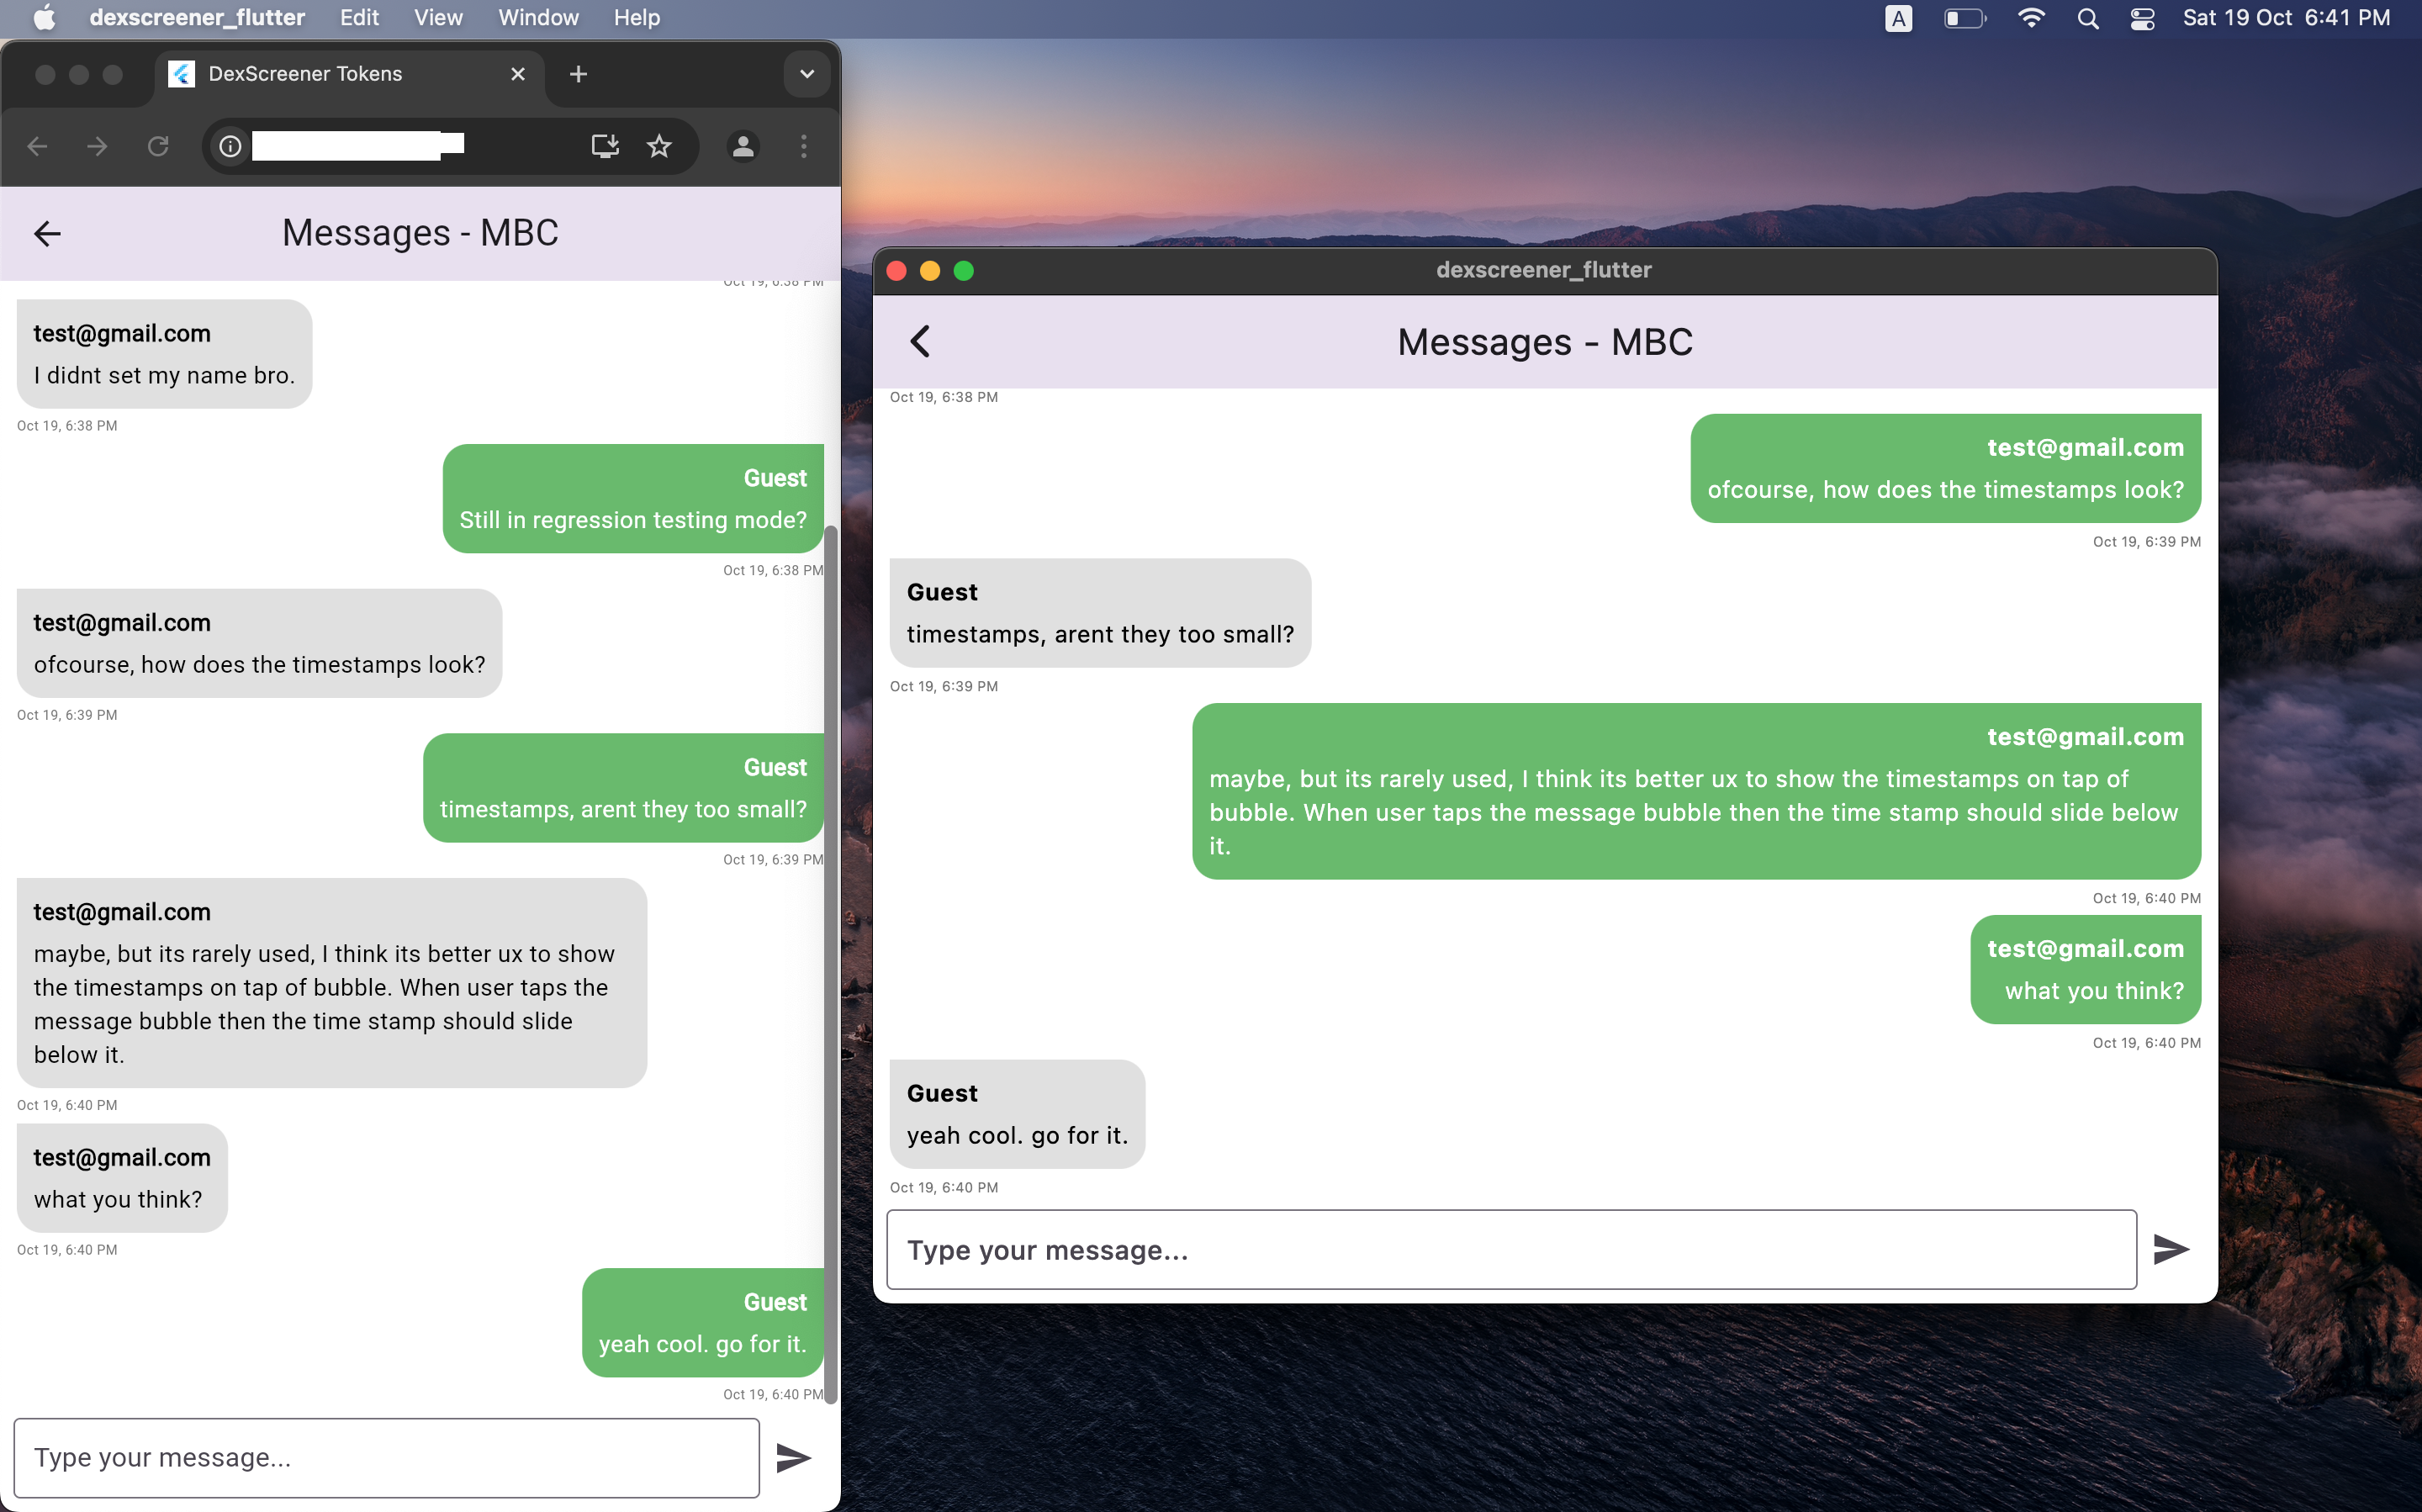 dexscreener_flutter Edit View Window Help
A Sat 19 Oct 6:41 PM
DexScreener Tokens
Messages - MBC
Oct 19, 6:38 PM
test@gmail.com
I didnt set my name bro.
Oct 19, 6:38 PM
Guest
Still in regression testing mode?
Oct 19, 6:38 PM
test@gmail.com
ofcourse, how does the timestamps look?
Oct 19, 6:39 PM
Guest
timestamps, arent they too small?
Oct 19, 6:39 PM
test@gmail.com
maybe, but its rarely used, I think its better ux to show
the timestamps on tap of bubble. When user taps the
message bubble then the time stamp should slide
below it.
Oct 19, 6:40 PM
test@gmail.com
what you think?
Oct 19, 6:40 PM
Guest
yeah cool. go for it.
Oct 19, 6:40 PM
Type your message...
dexscreener_flutter
Messages - MBC
Oct 19, 6:38 PM
test@gmail.com
ofcourse, how does the timestamps look?
Oct 19, 6:39 PM
Guest
timestamps, arent they too small?
Oct 19, 6:39 PM
test@gmail.com
maybe, but its rarely used, I think its better ux to show the timestamps on tap of
bubble. When user taps the message bubble then the time stamp should slide below
it.
Oct 19, 6:40 PM
test@gmail.com
what you think?
Oct 19, 6:40 PM
Guest
yeah cool. go for it.
Oct 19, 6:40 PM
Type your message...